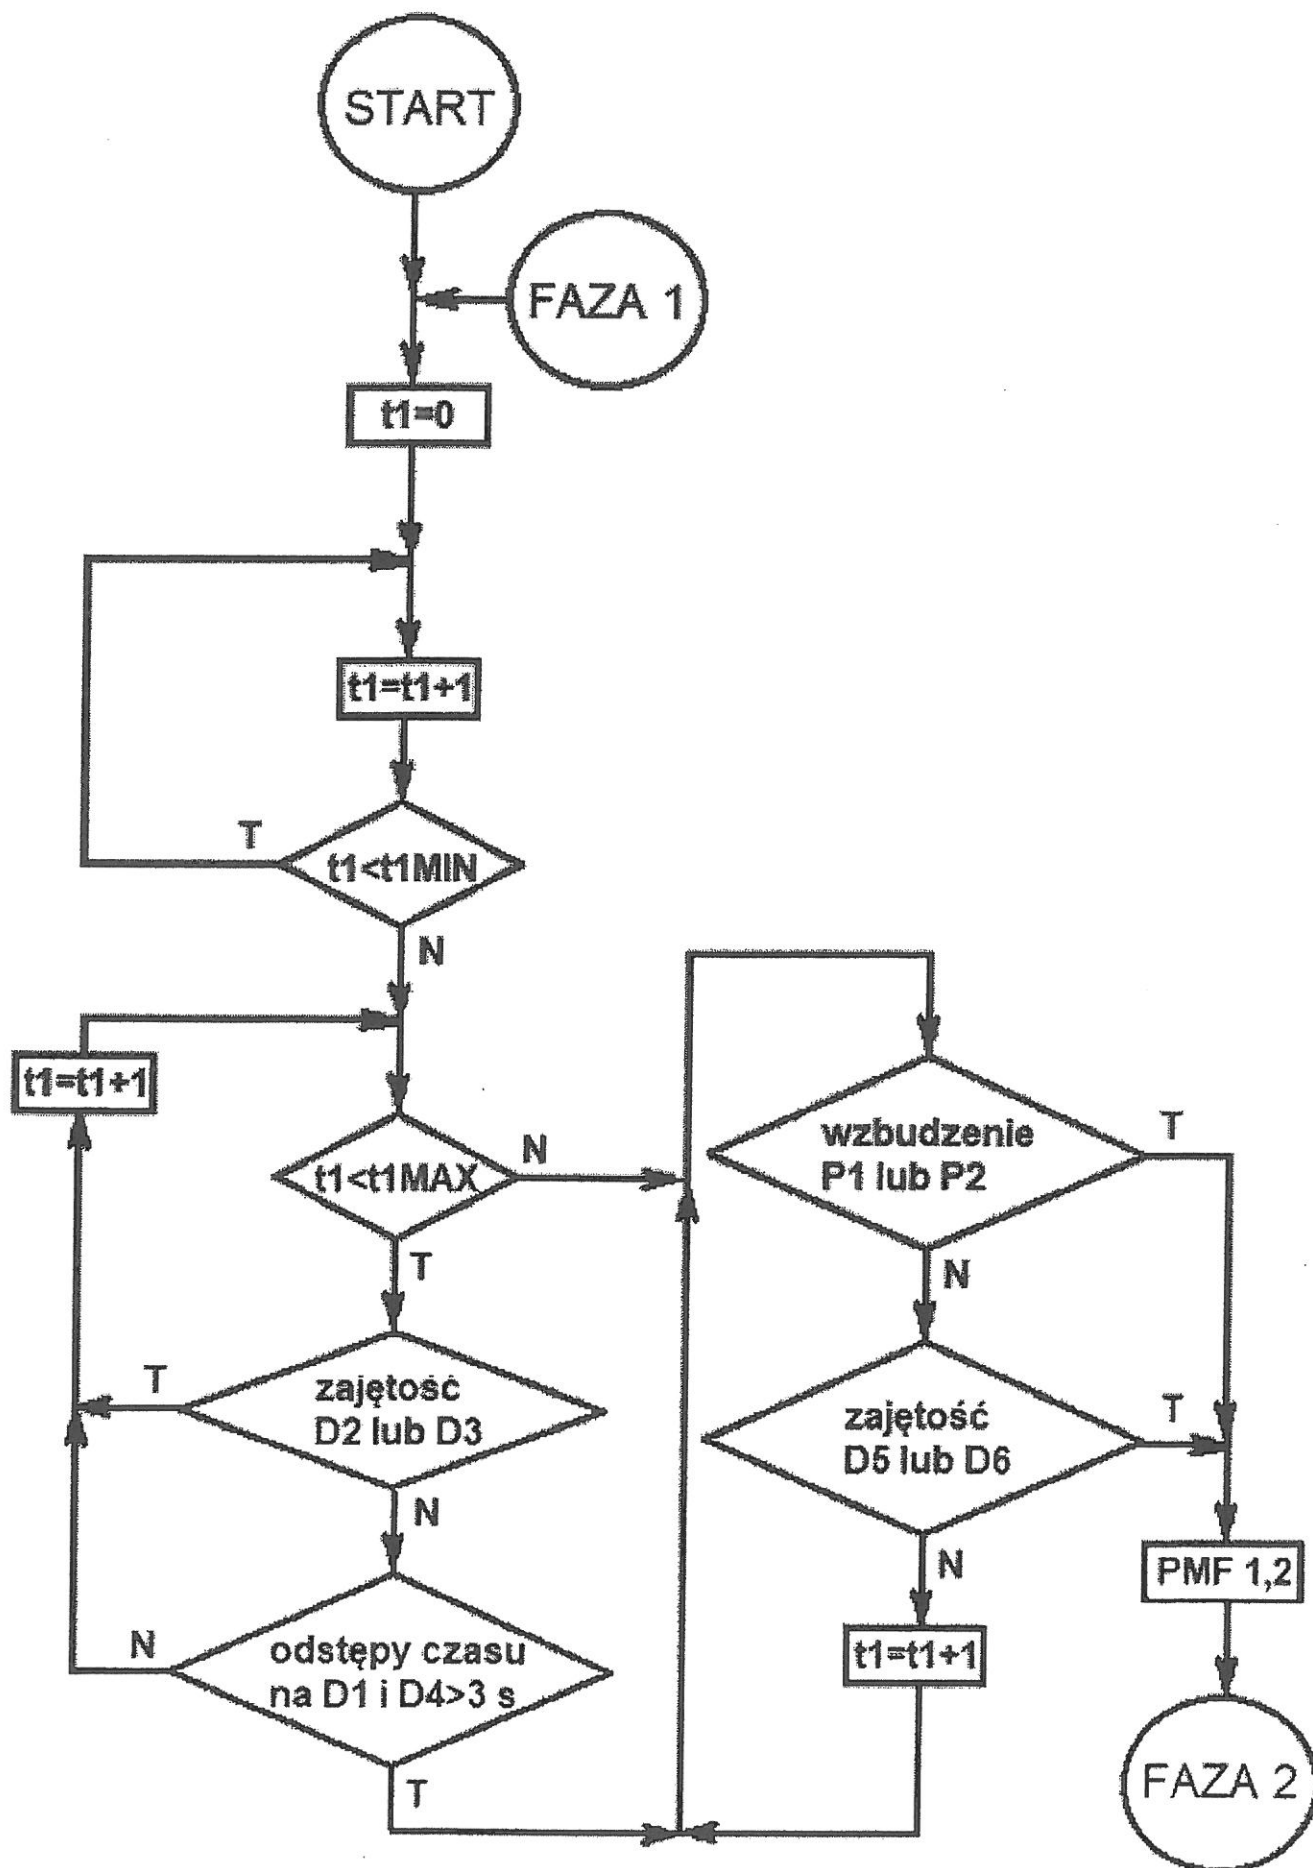 START
FAZA 1
t1=0
t1=t1+1
T
t1<t1MIN
N
t1=t1+1
t1<t1MAX
N
T
T
zajętość
D2 lub D3
N
N
odstępy czasu
na D1 i D4>3 s
T
wzbudzenie
P1 lub P2
T
N
zajętość
D5 lub D6
T
N
t1=t1+1
PMF 1,2
FAZA 2